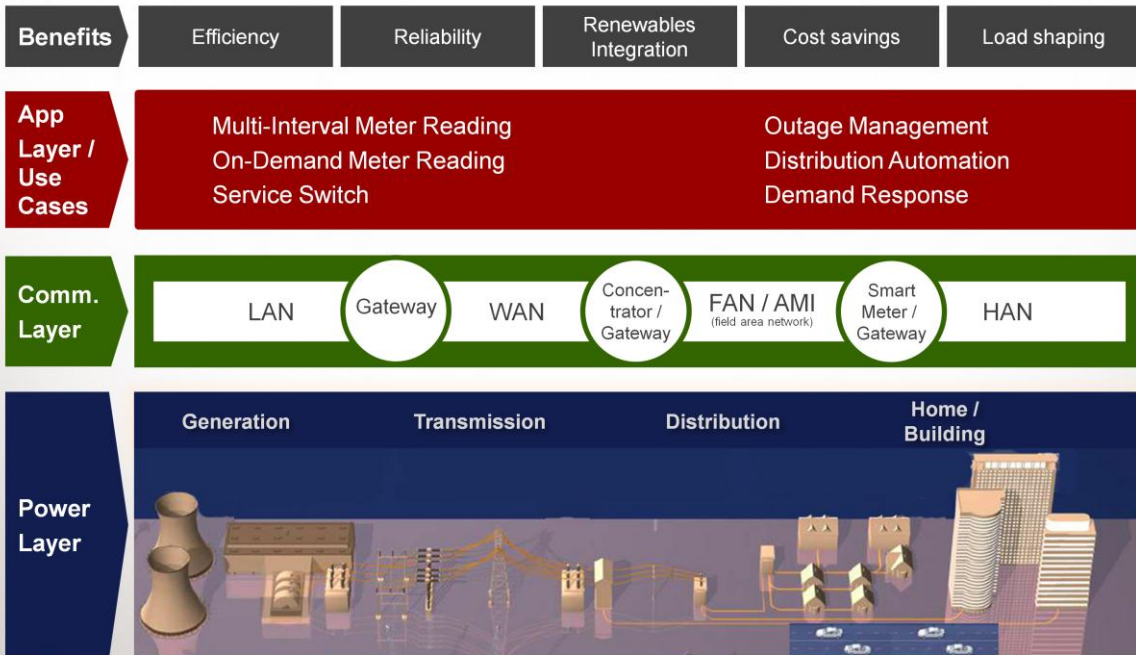 Benefits
Efficiency
Reliability
Renewables
Integration
Cost savings
Load shaping
App
Layer /
Use
Cases
Multi-Interval Meter Reading
On-Demand Meter Reading
Service Switch
Outage Management
Distribution Automation
Demand Response
Comm.
Layer
LAN
Gateway
WAN
Concen-
trator /
Gateway
FAN / AMI
(field area network)
Smart
Meter /
Gateway
HAN
Power
Layer
Generation
Transmission
Distribution
Home /
Building